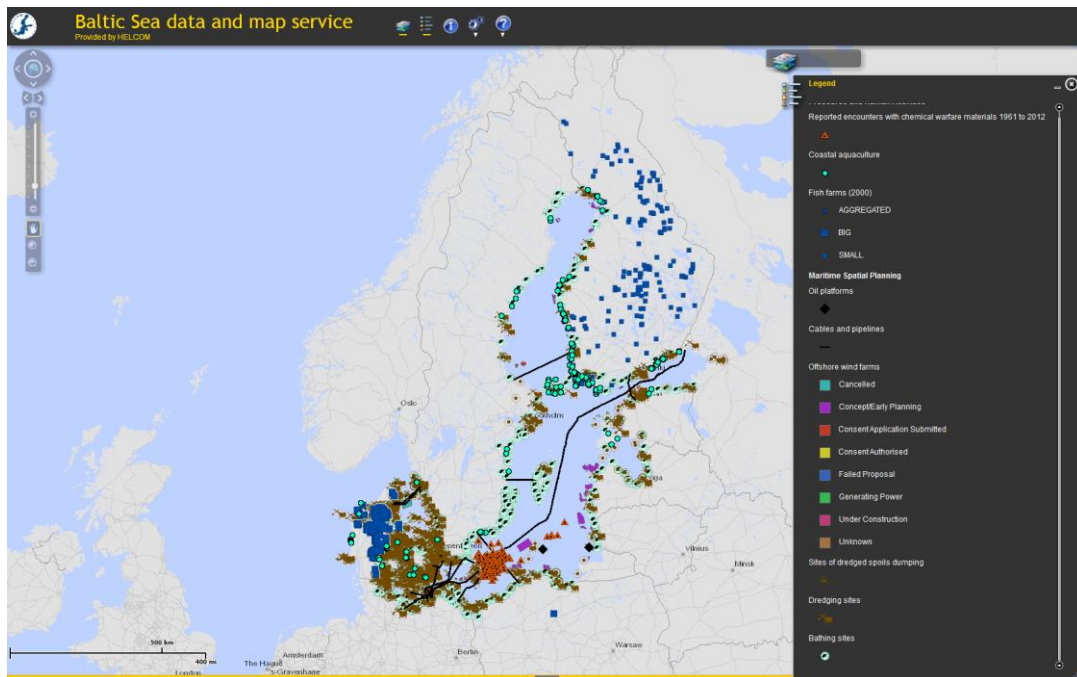 Baltic Sea data and map service
Provided by HELCOM
Legend
Reported encounters with chemical warfare materials 1961 to 2012
Coastal aquaculture
Fish farms (2000)
AGGREGATED
BIG
SMALL
Maritime Spatial Planning
Oil platforms
Cables and pipelines
Offshore wind farms
Cancelled
Concept/Early Planning
Consent Application Submitted
Consent Authorised
Failed Proposal
Generating Power
Under Construction
Unknown
Sites of dredged spoils dumping
Dredging sites
Bathing sites
Oslo
Vilnius
Minsk
Warsaw
Berlin
Amsterdam
The Hague
's-Gravenhage
London
500 km
400 mi